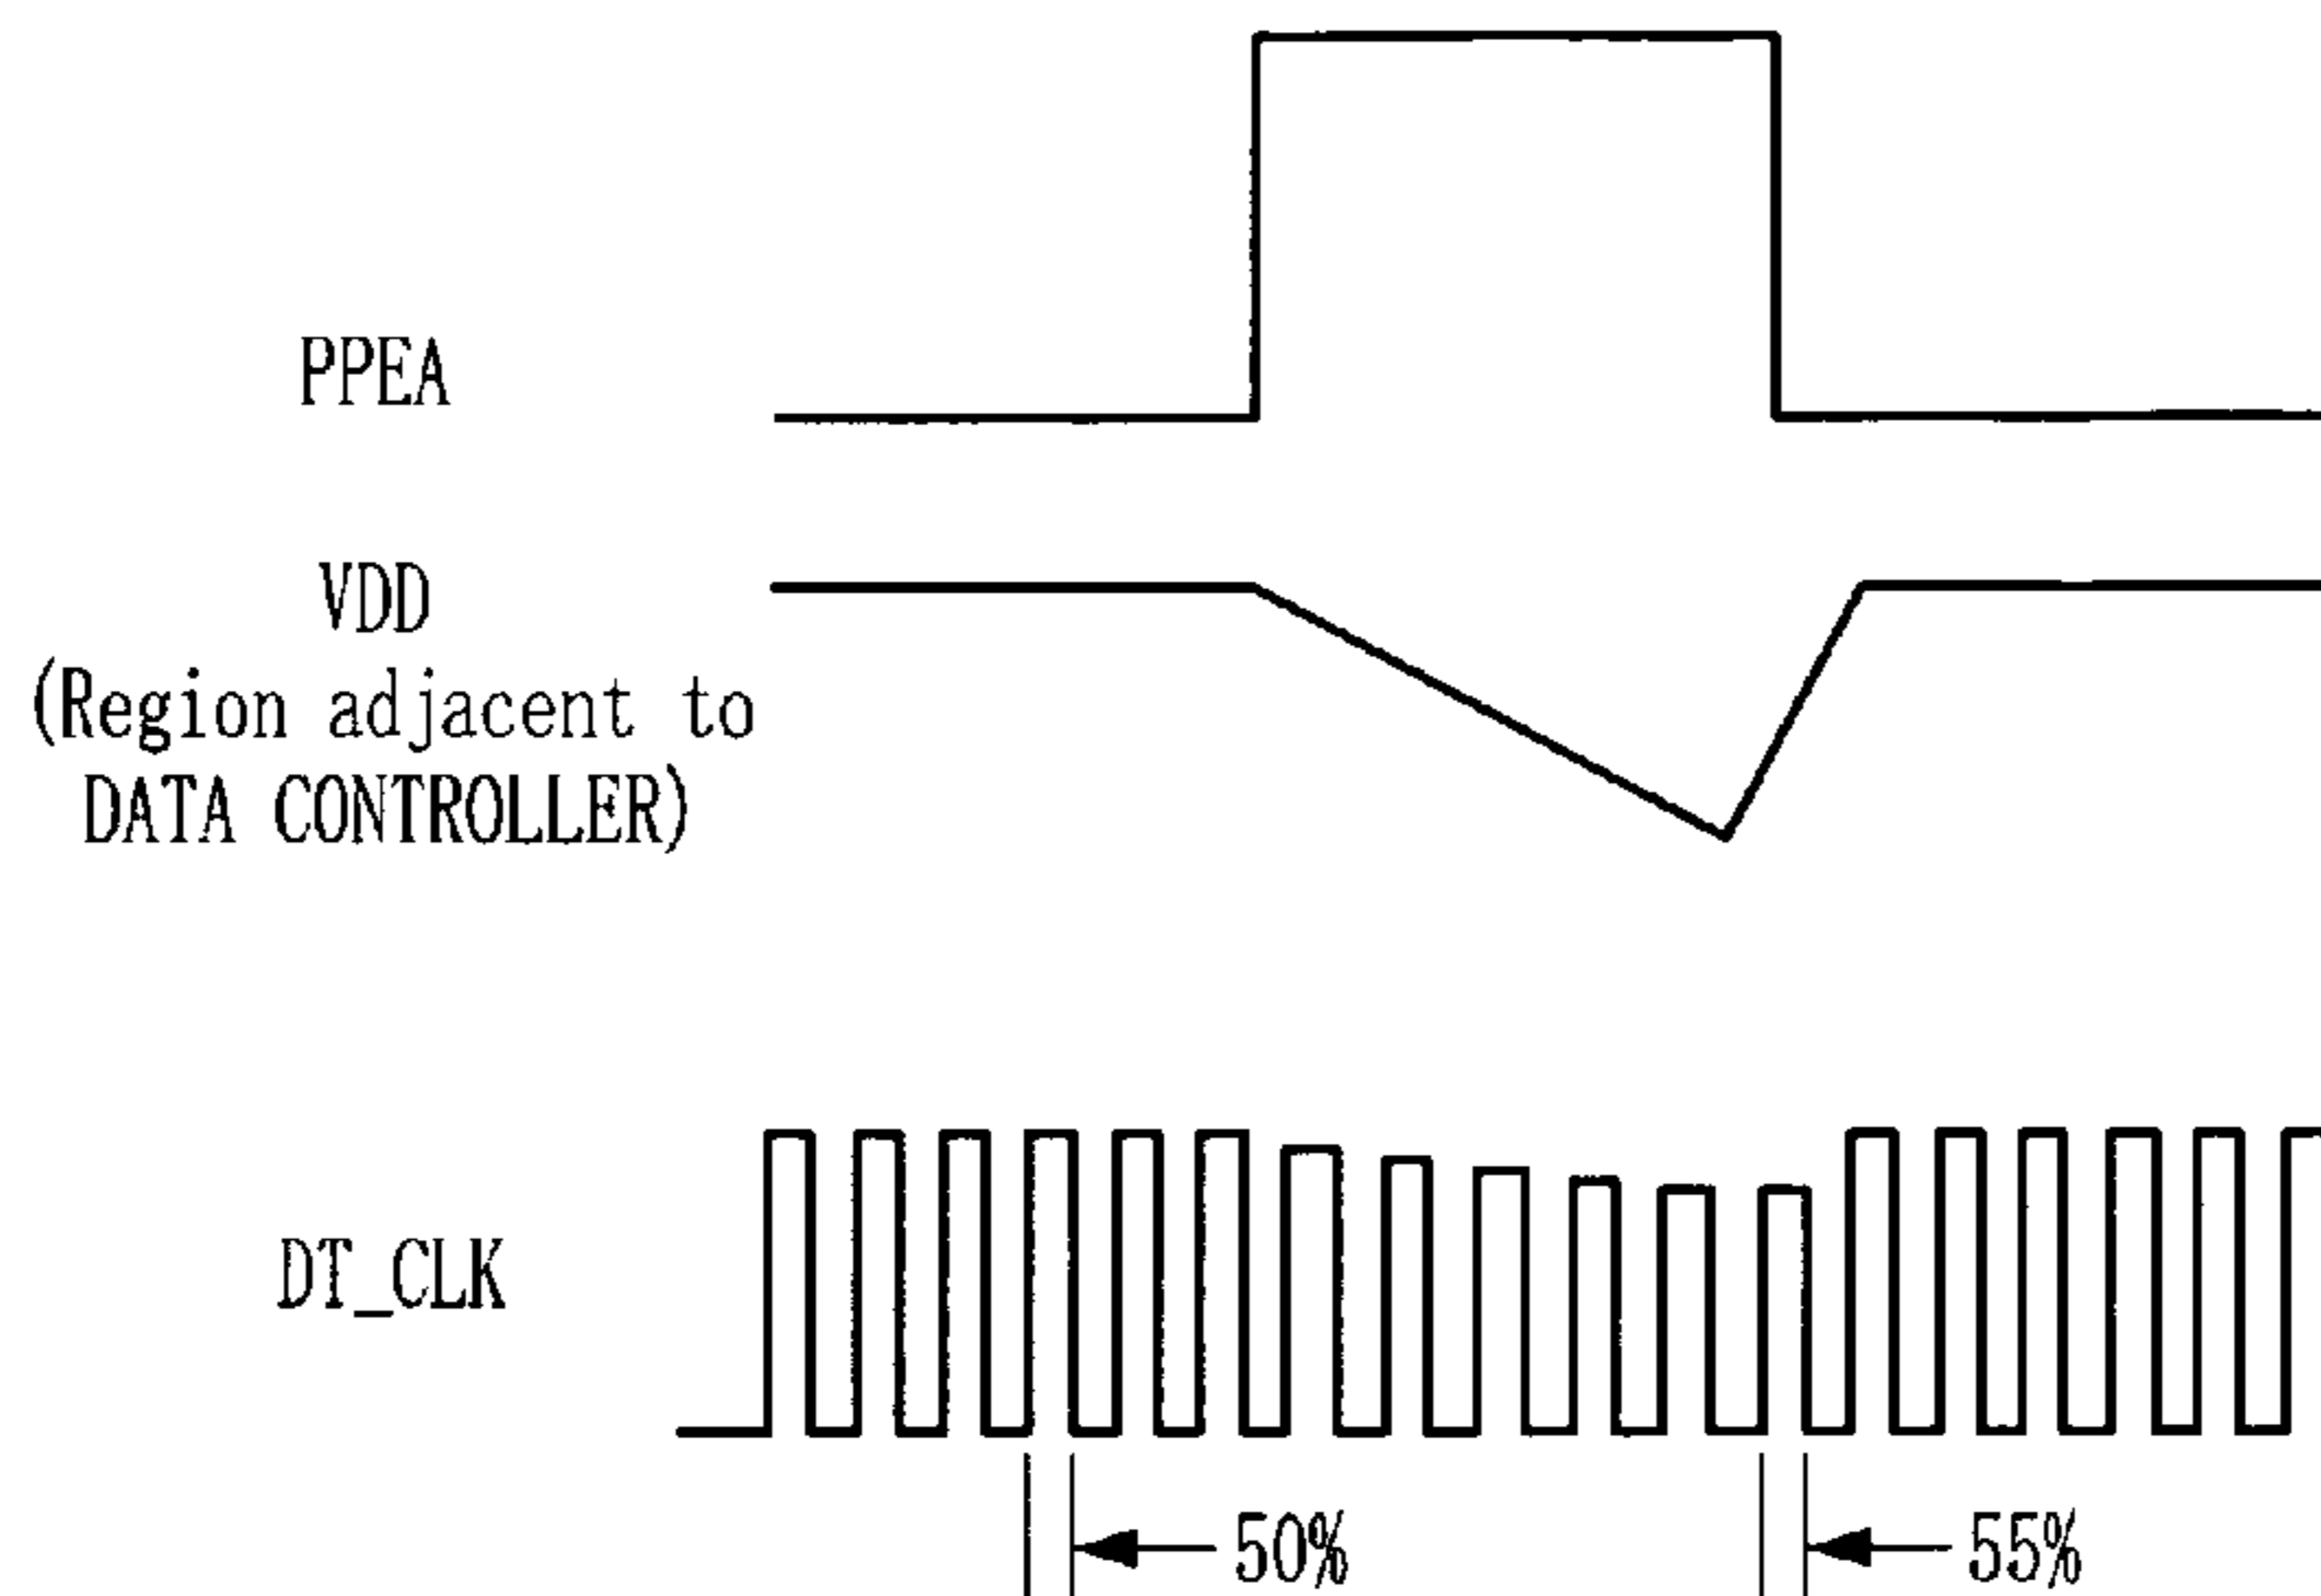 PPEA
VDD
(Region adjacent to
DATA CONTROLLER)
DT_CLK
50%
55%